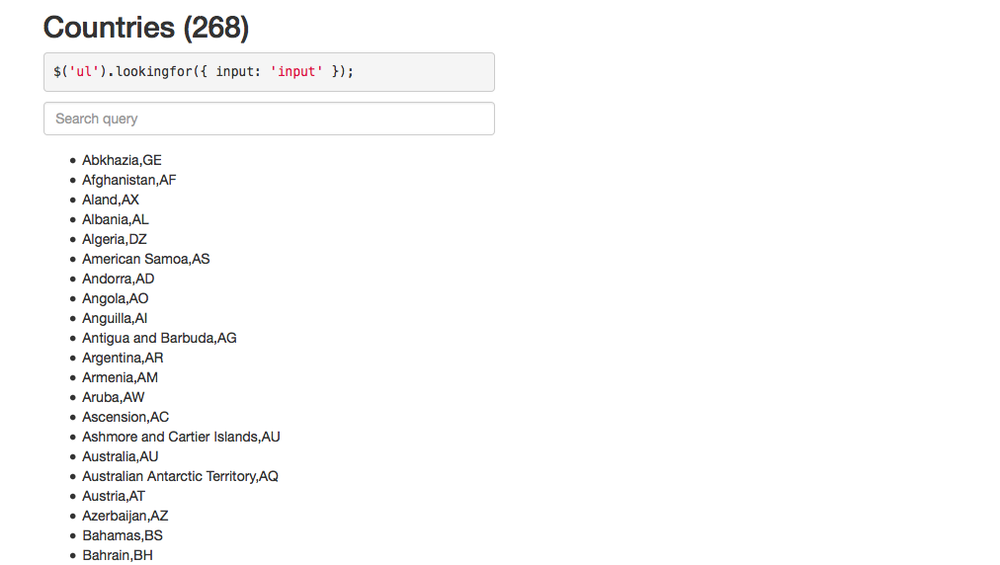 Countries (268)
$('ul').lookingfor({ input: 'input' });
Search query
Abkhazia,GE
Afghanistan,AF
Aland,AX
Albania,AL
Algeria,DZ
American Samoa,AS
Andorra,AD
Angola,AO
Anguilla,AI
Antigua and Barbuda,AG
Argentina,AR
Armenia,AM
Aruba,AW
Ascension,AC
Ashmore and Cartier Islands,AU
Australia,AU
Australian Antarctic Territory,AQ
Austria,AT
Azerbaijan,AZ
Bahamas,BS
Bahrain,BH